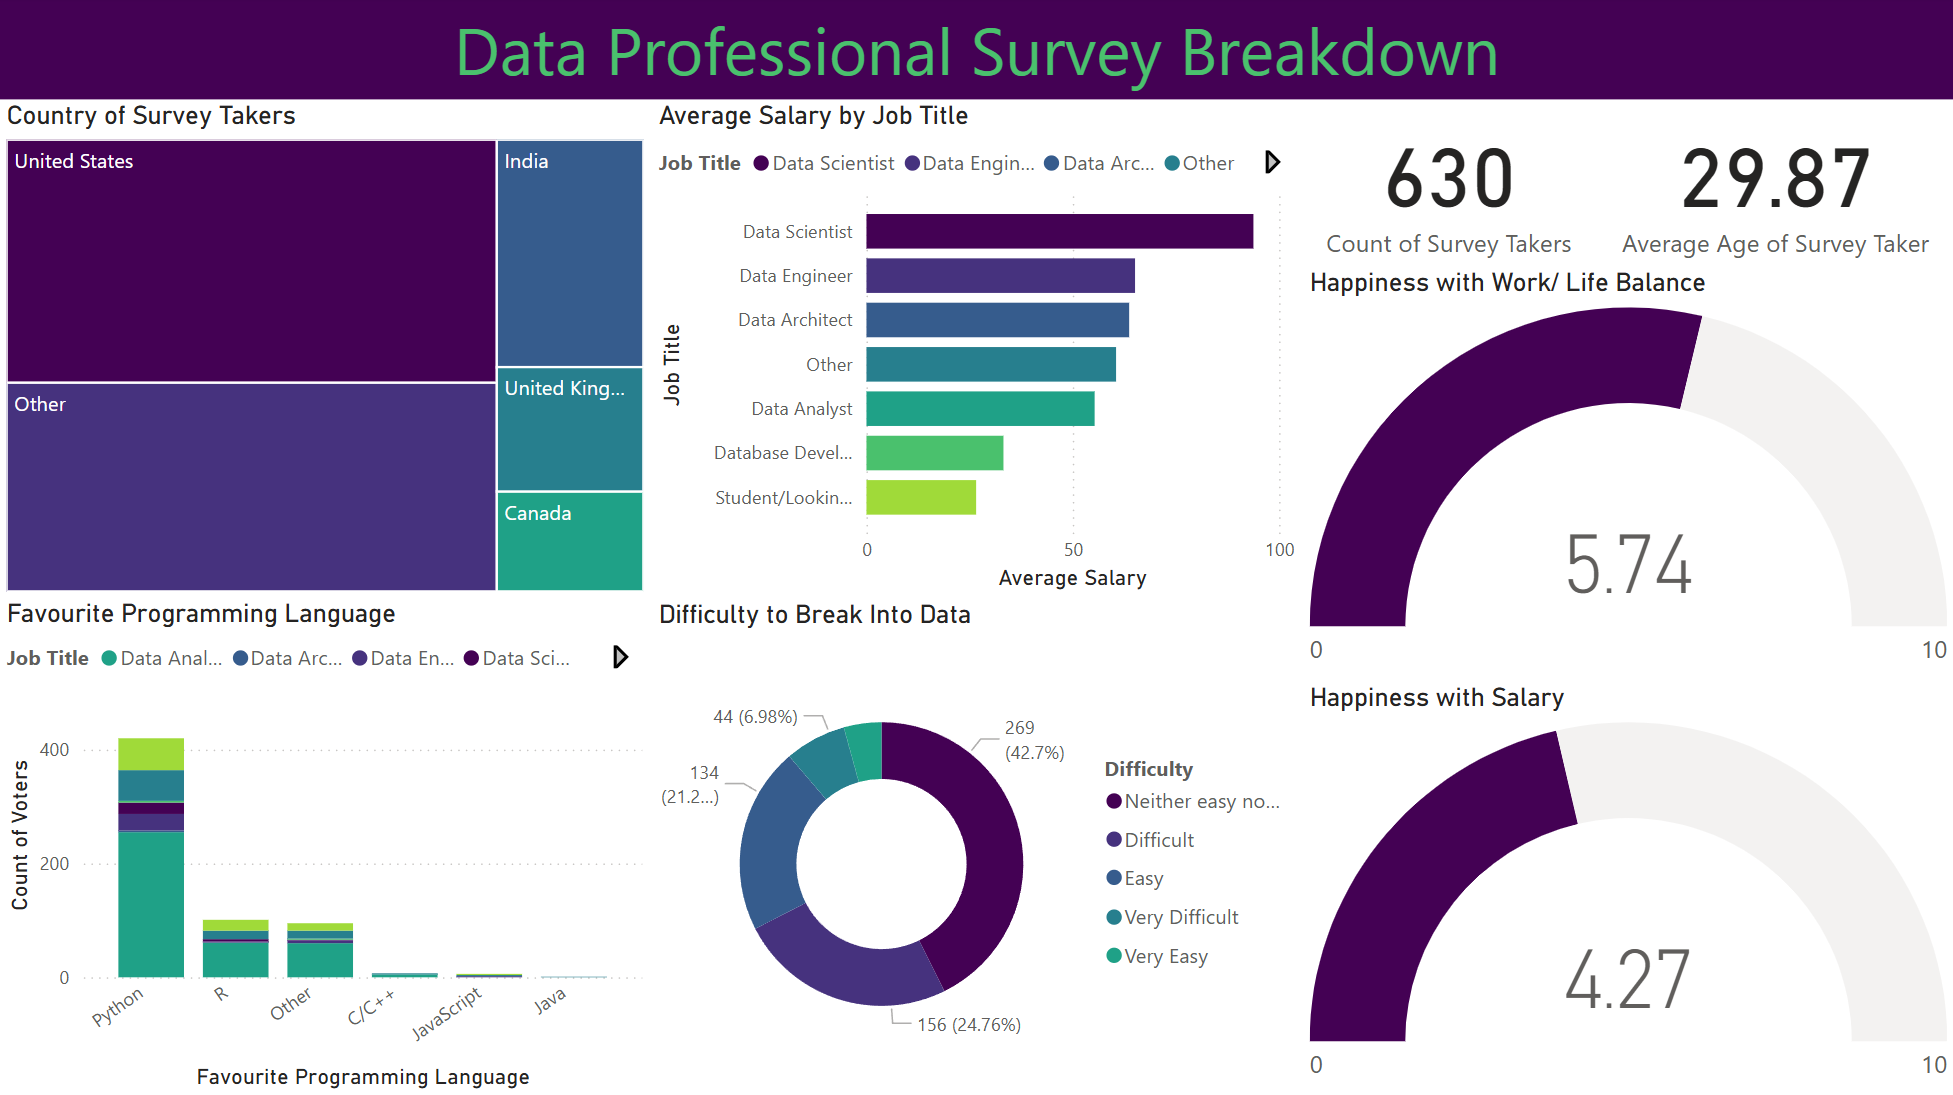 Data Professional Survey Breakdown
Country of Survey Takers
United States
Other
India
United King...
Canada
Average Salary by Job Title
Job Title Data Scientist Data Engin... Data Arc... Other
Job Title
Data Scientist
Data Engineer
Data Architect
Other
Data Analyst
Database Devel...
Student/Lookin...
0 50 100
Average Salary
630
Count of Survey Takers
29.87
Average Age of Survey Taker
Happiness with Work/ Life Balance
5.74
0 10
Favourite Programming Language
Job Title Data Anal... Data Arc... Data En... Data Sci...
Count of Voters
400
200
0
Python R Other C/C++ JavaScript Java
Favourite Programming Language
Difficulty to Break Into Data
44 (6.98%)
269
(42.7%)
134
(21.2...)
156 (24.76%)
Difficulty
Neither easy no...
Difficult
Easy
Very Difficult
Very Easy
Happiness with Salary
4.27
0 10